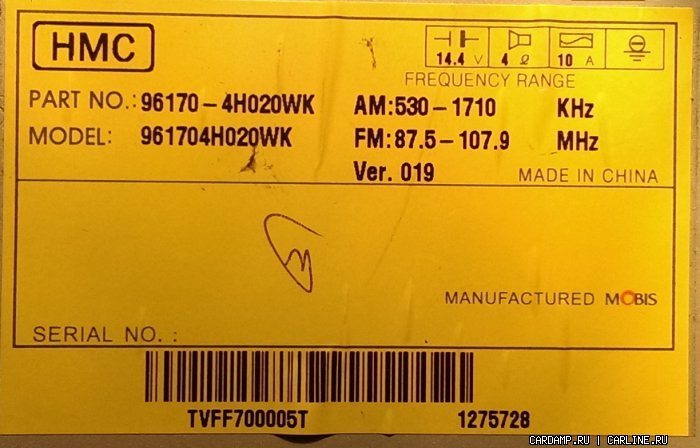 HMC
14.4 V 4 Ω 10 A
FREQUENCY RANGE
PART NO.: 96170-4H020WK AM:530-1710 KHz
MODEL: 961704H020WK FM:87.5-107.9 MHz
Ver. 019 MADE IN CHINA
MANUFACTURED MOBIS
SERIAL NO. :
TVFF700005T 1275728
CARDAMP.RU | CARLINE.RU